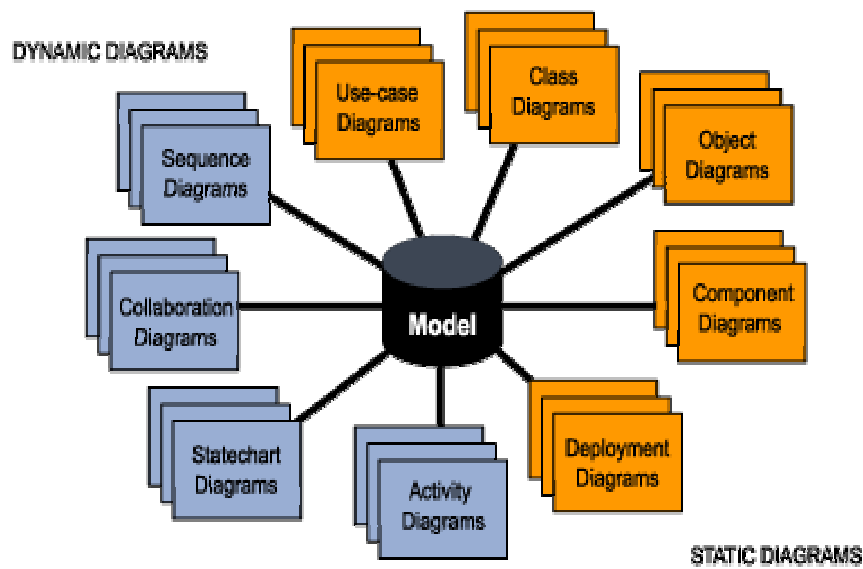 DYNAMIC DIAGRAMS
Use-case
Diagrams
Class
Diagrams
Object
Diagrams
Sequence
Diagrams
Collaboration
Diagrams
Model
Component
Diagrams
Statechart
Diagrams
Activity
Diagrams
Deployment
Diagrams
STATIC DIAGRAMS